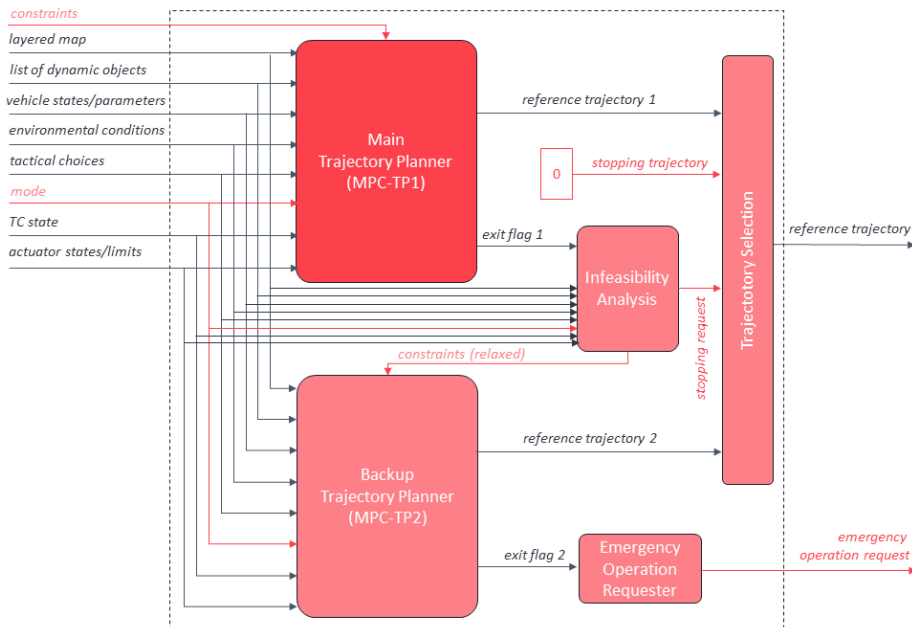 constraints
layered map
list of dynamic objects
vehicle states/parameters
environmental conditions
tactical choices
mode
TC state
actuator states/limits
Main
Trajectory Planner
(MPC-TP1)
reference trajectory 1
0
stopping trajectory
exit flag 1
Infeasibility
Analysis
stopping request
Trajectotory Selection
reference trajectory
constraints (relaxed)
Backup
Trajectory Planner
(MPC-TP2)
reference trajectory 2
exit flag 2
Emergency
Operation
Requester
emergency
operation request